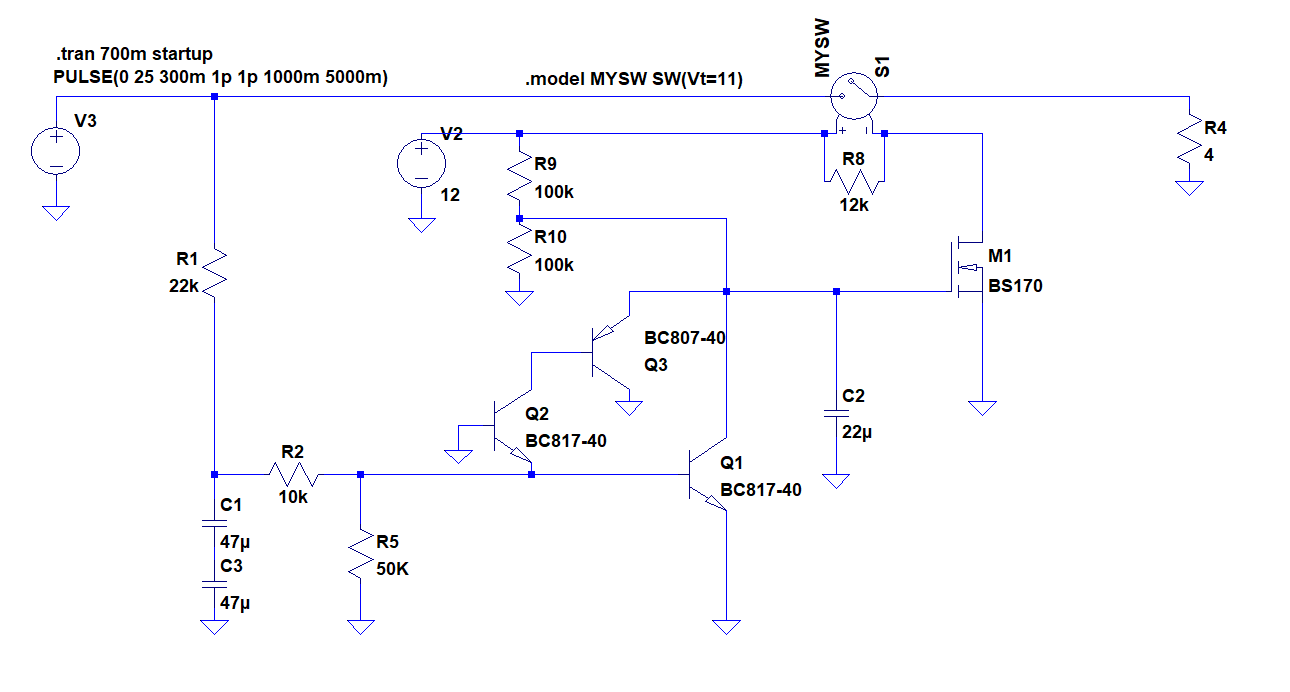 .tran 700m startup
PULSE(0 25 300m 1p 1p 1000m 5000m)
.model MYSW SW(Vt=11)
MYSW
S1
V3
V2
12
R9
100k
R10
100k
R8
12k
R4
4
R1
22k
M1
BS170
BC807-40
Q3
Q2
BC817-40
C2
22µ
R2
10k
Q1
BC817-40
C1
47µ
C3
47µ
R5
50K